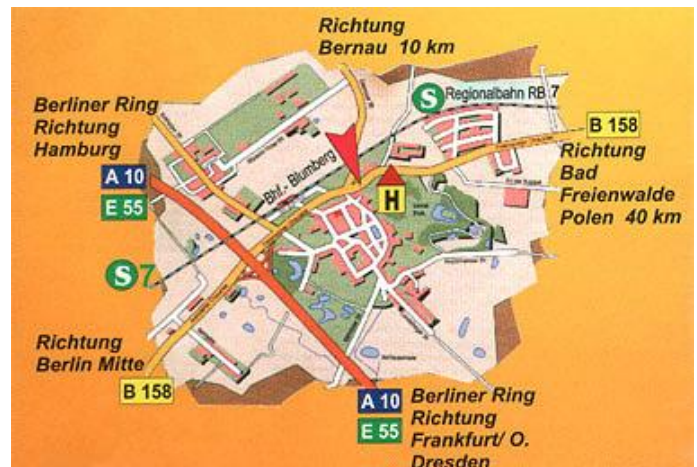 Richtung
Bernau 10 km
S Regionalbahn RB 7
Berliner Ring
Richtung
Hamburg
A 10
E 55
B 158
Richtung
Bad
Freienwalde
Polen 40 km
Bhf.- Blumberg
H
S 7
Richtung
Berlin Mitte
B 158
A 10
E 55
Berliner Ring
Richtung
Frankfurt/ O.
Dresden